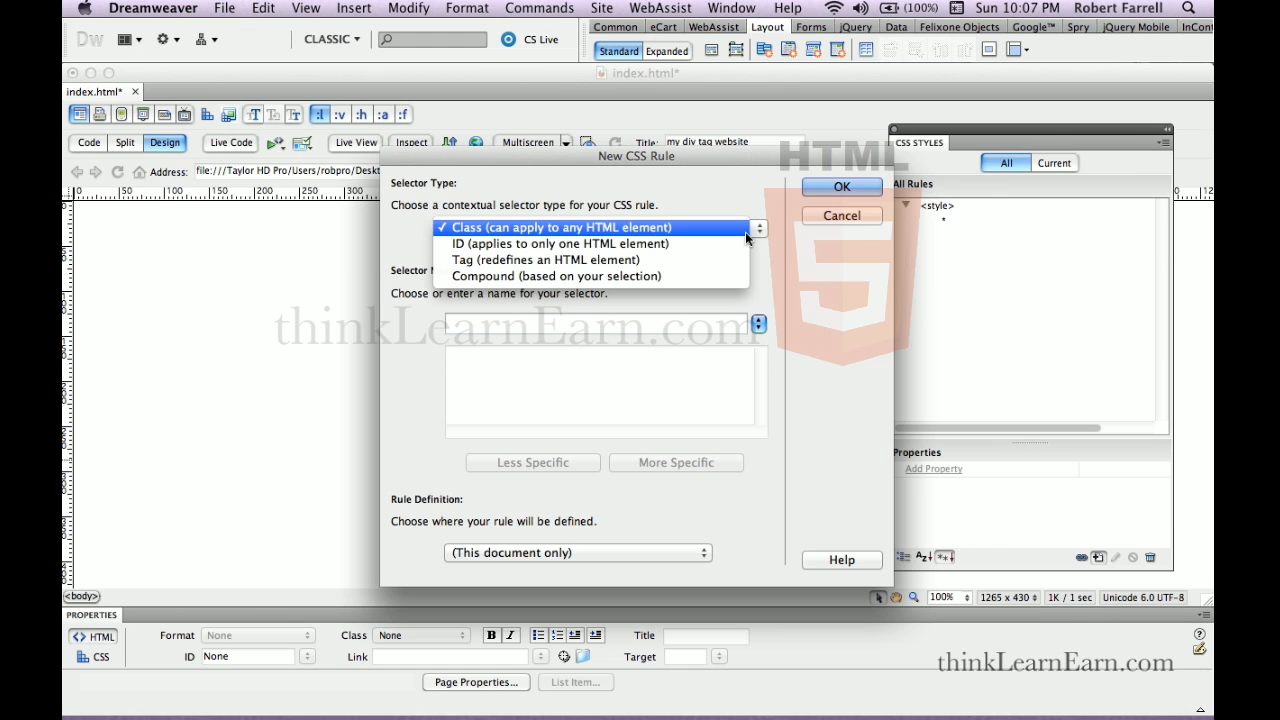 Dreamweaver File Edit View Insert Modify Format Commands Site WebAssist Window Help (100%) Sun 10:07 PM Robert Farrell
Common eCart WebAssist Layout Forms jQuery Data Felixone Objects Google™ Spry jQuery Mobile InCont
Dw CLASSIC CS Live
Standard Expanded
index.html*
index.html*
:l :v :h :a :f
Code Split Design Live Code Live View Inspect Multiscreen Title: my div tag website
CSS STYLES
New CSS Rule
HTML
All Current
Address: file:///Taylor HD Pro/Users/robpro/Deskt
Selector Type:
OK
All Rules
Choose a contextual selector type for your CSS rule.
<style>
*
Cancel
✓ Class (can apply to any HTML element)
ID (applies to only one HTML element)
Tag (redefines an HTML element)
Compound (based on your selection)
Selector
Choose or enter a name for your selector.
thinkLearnEarn.com
5
Less Specific More Specific
Properties
Add Property
Rule Definition:
Choose where your rule will be defined.
(This document only)
Help
<body> 100% 1265 x 430 1K / 1 sec Unicode 6.0 UTF-8
PROPERTIES
<> HTML Format None Class None B I Title
CSS ID None Link Target
thinkLearnEarn.com
Page Properties... List Item...